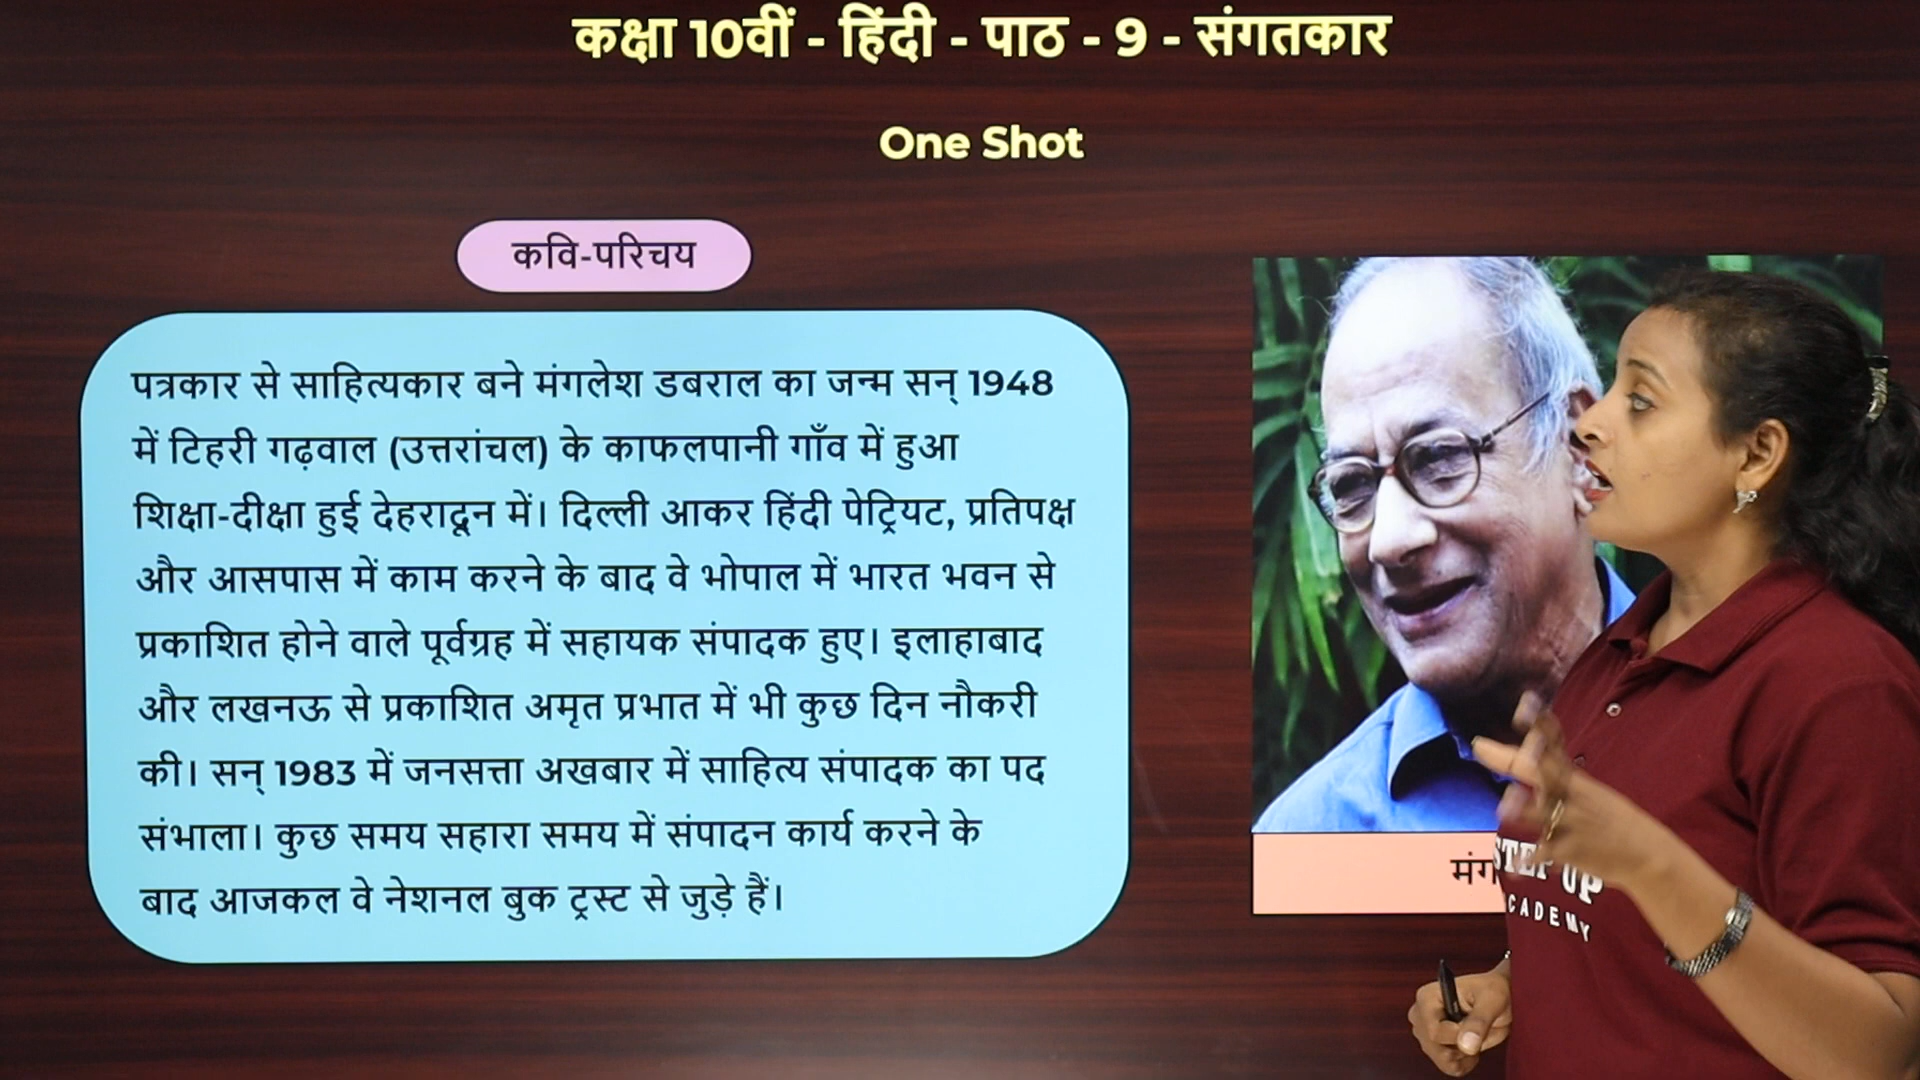 कक्षा 10वीं - हिंदी - पाठ - 9 - संगतकार
One Shot
कवि-परिचय
पत्रकार से साहित्यकार बने मंगलेश डबराल का जन्म सन् 1948
में टिहरी गढ़वाल (उत्तरांचल) के काफलपानी गाँव में हुआ
शिक्षा-दीक्षा हुई देहरादून में। दिल्ली आकर हिंदी पेट्रियट, प्रतिपक्ष
और आसपास में काम करने के बाद वे भोपाल में भारत भवन से
प्रकाशित होने वाले पूर्वग्रह में सहायक संपादक हुए। इलाहाबाद
और लखनऊ से प्रकाशित अमृत प्रभात में भी कुछ दिन नौकरी
की। सन् 1983 में जनसत्ता अखबार में साहित्य संपादक का पद
संभाला। कुछ समय सहारा समय में संपादन कार्य करने के
बाद आजकल वे नेशनल बुक ट्रस्ट से जुड़े हैं।
STEP UP